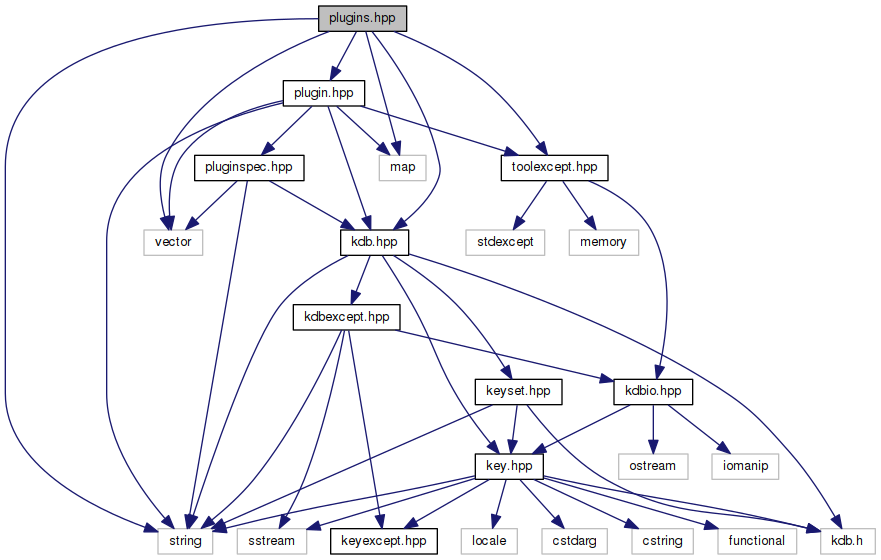 plugins.hpp
plugin.hpp
pluginspec.hpp
map
toolexcept.hpp
vector
kdb.hpp
stdexcept
memory
kdbexcept.hpp
keyset.hpp
kdbio.hpp
key.hpp
ostream
iomanip
string
sstream
keyexcept.hpp
locale
cstdarg
cstring
functional
kdb.h